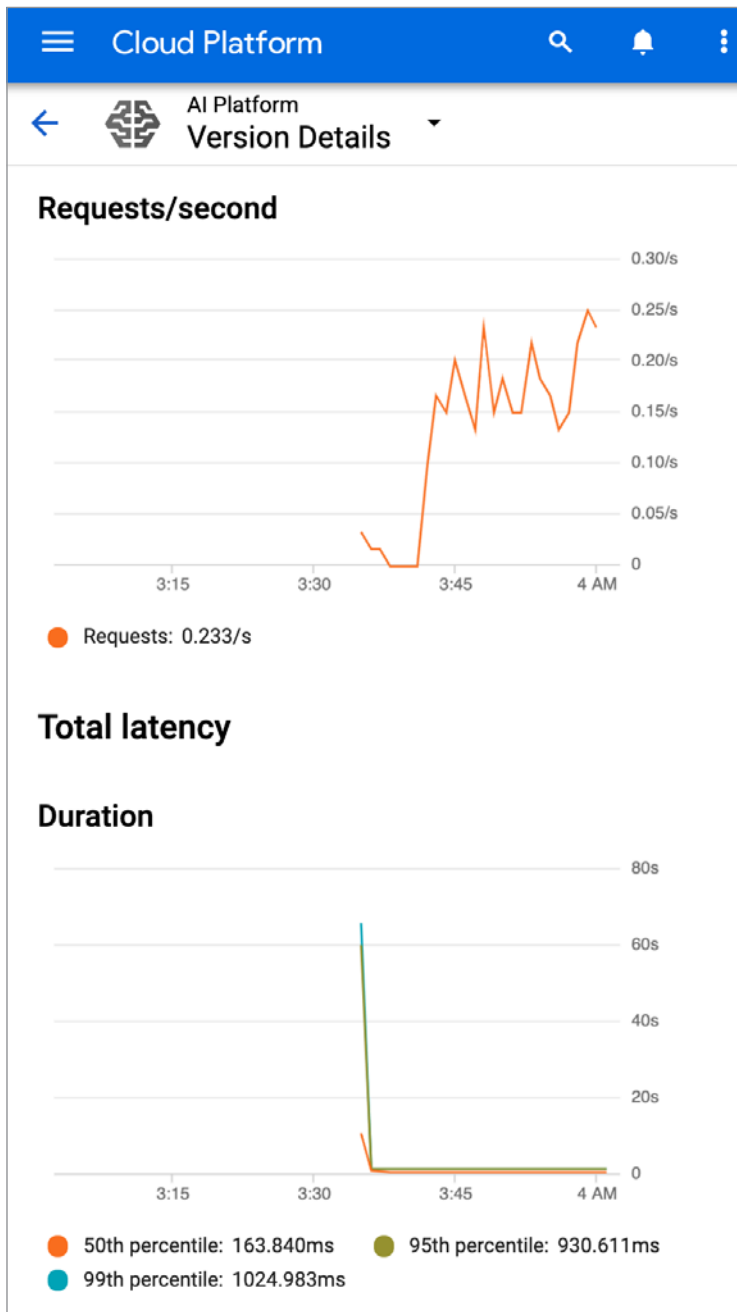 Cloud Platform
AI Platform
Version Details
Requests/second
0.30/s
0.25/s
0.20/s
0.15/s
0.10/s
0.05/s
0
3:15 3:30 3:45 4 AM
Requests: 0.233/s
Total latency
Duration
80s
60s
40s
20s
0
3:15 3:30 3:45 4 AM
50th percentile: 163.840ms 95th percentile: 930.611ms
99th percentile: 1024.983ms